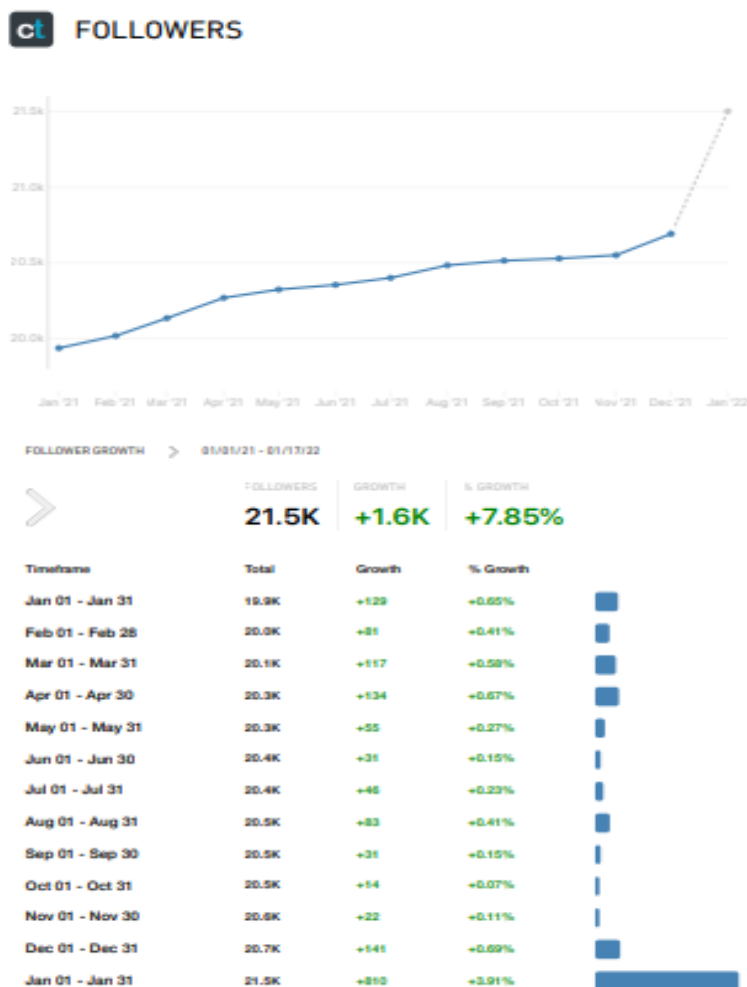 ct FOLLOWERS
21.5k
21.0k
20.5k
20.0k
Jan '21 Feb '21 Mar '21 Apr '21 May '21 Jun '21 Jul '21 Aug '21 Sep '21 Oct '21 Nov '21 Dec '21 Jan '22
FOLLOWER GROWTH > 01/01/21 - 01/17/22
FOLLOWERS GROWTH % GROWTH
21.5K +1.6K +7.85%
Timeframe Total Growth % Growth
Jan 01 - Jan 31 19.9K +129 +0.65%
Feb 01 - Feb 28 20.0K +81 +0.41%
Mar 01 - Mar 31 20.1K +117 +0.58%
Apr 01 - Apr 30 20.3K +134 +0.67%
May 01 - May 31 20.3K +55 +0.27%
Jun 01 - Jun 30 20.4K +31 +0.15%
Jul 01 - Jul 31 20.4K +46 +0.23%
Aug 01 - Aug 31 20.5K +83 +0.41%
Sep 01 - Sep 30 20.5K +31 +0.15%
Oct 01 - Oct 31 20.5K +14 +0.07%
Nov 01 - Nov 30 20.6K +22 +0.11%
Dec 01 - Dec 31 20.7K +141 +0.69%
Jan 01 - Jan 31 21.5K +810 +3.91%